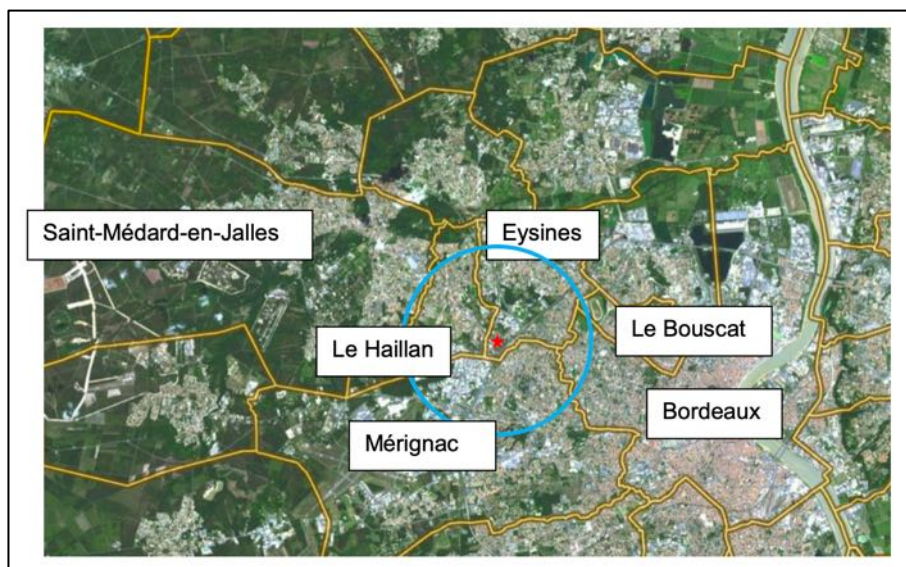 Saint-Médard-en-Jalles
Eysines
Le Haillan
Le Bouscat
Mérignac
Bordeaux